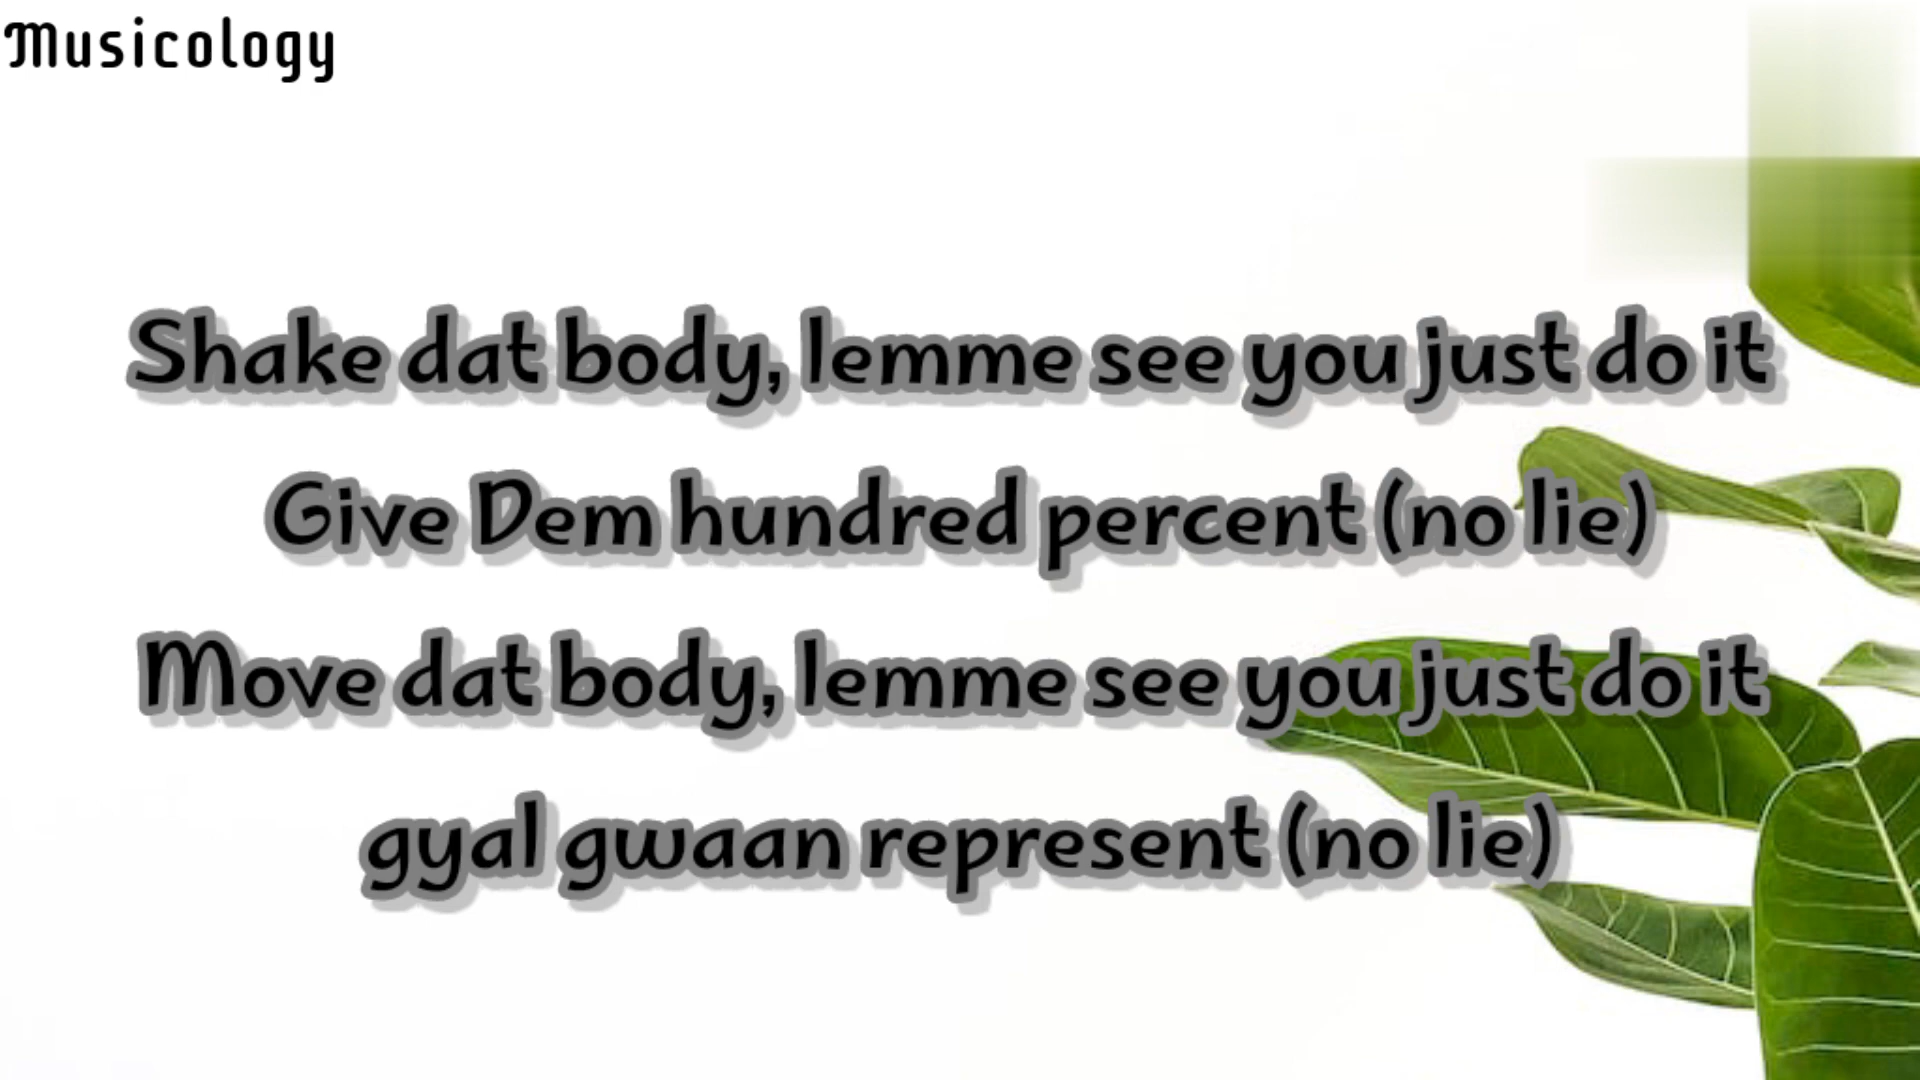 Musicology
Shake dat body, lemme see you just do it
Give Dem hundred percent (no lie)
Move dat body, lemme see you just do it
gyal gwaan represent (no lie)